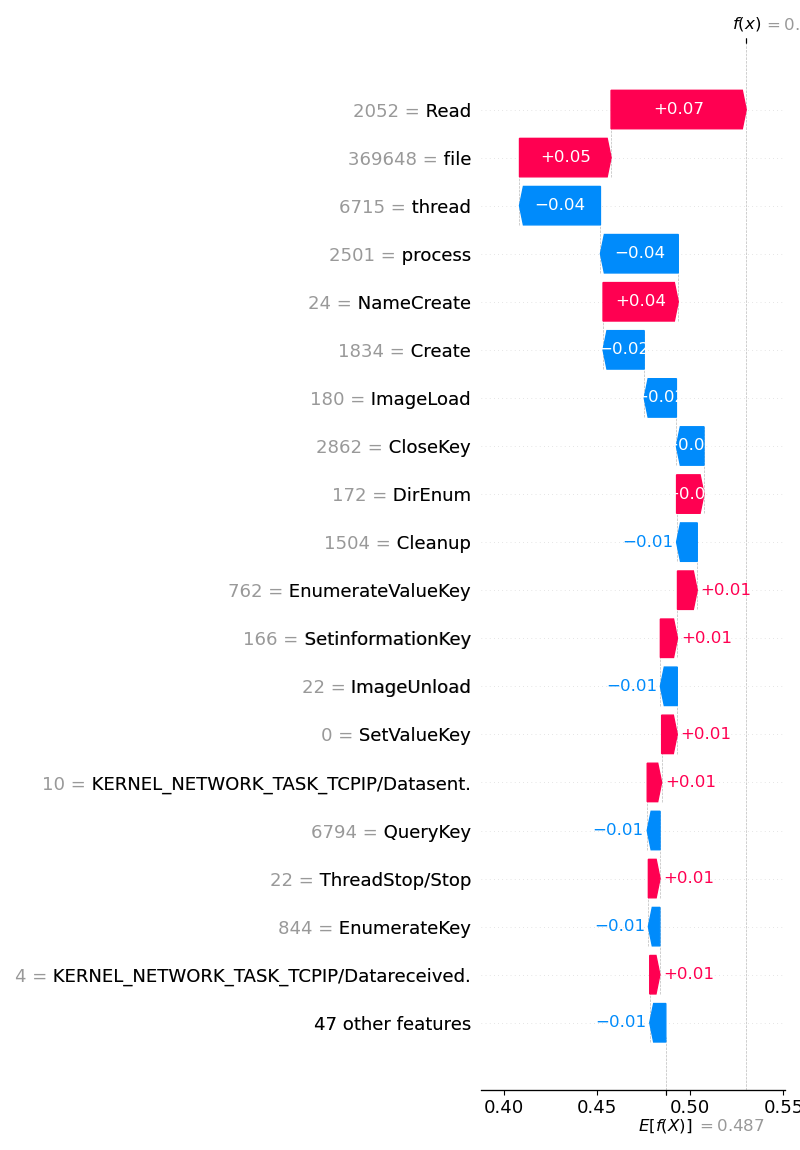 f(x) = 0.
2052 = Read +0.07
369648 = file +0.05
6715 = thread −0.04
2501 = process −0.04
24 = NameCreate +0.04
1834 = Create −0.02
180 = ImageLoad
2862 = CloseKey
172 = DirEnum
1504 = Cleanup −0.01
762 = EnumerateValueKey +0.01
166 = SetinformationKey +0.01
22 = ImageUnload −0.01
0 = SetValueKey +0.01
10 = KERNEL_NETWORK_TASK_TCPIP/Datasent. +0.01
6794 = QueryKey −0.01
22 = ThreadStop/Stop +0.01
844 = EnumerateKey −0.01
4 = KERNEL_NETWORK_TASK_TCPIP/Datareceived. +0.01
47 other features −0.01
0.40 0.45 0.50 0.55
E[f(X)] = 0.487